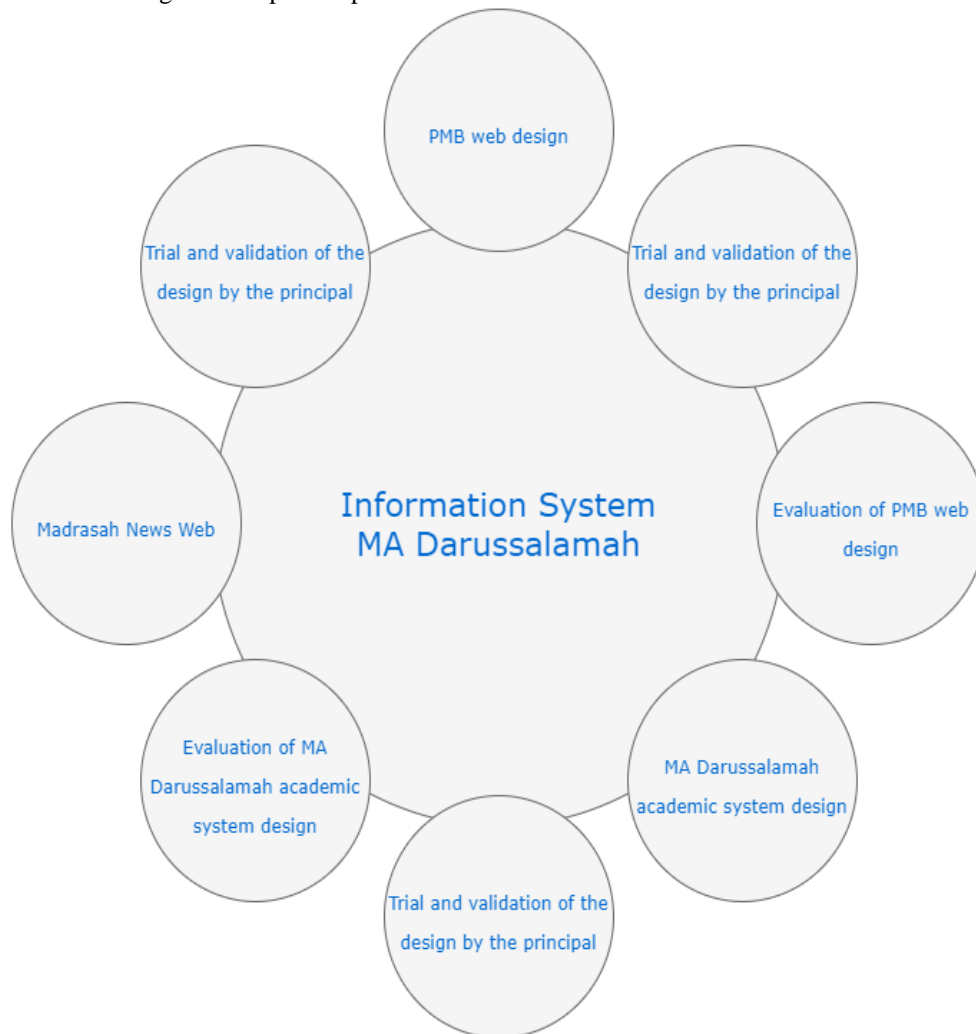 PMB web design
Trial and validation of the
design by the principal
Trial and validation of the
design by the principal
Madrasah News Web
Information System
MA Darussalamah
Evaluation of PMB web
design
Evaluation of MA
Darussalamah academic
system design
MA Darussalamah
academic system design
Trial and validation of the
design by the principal